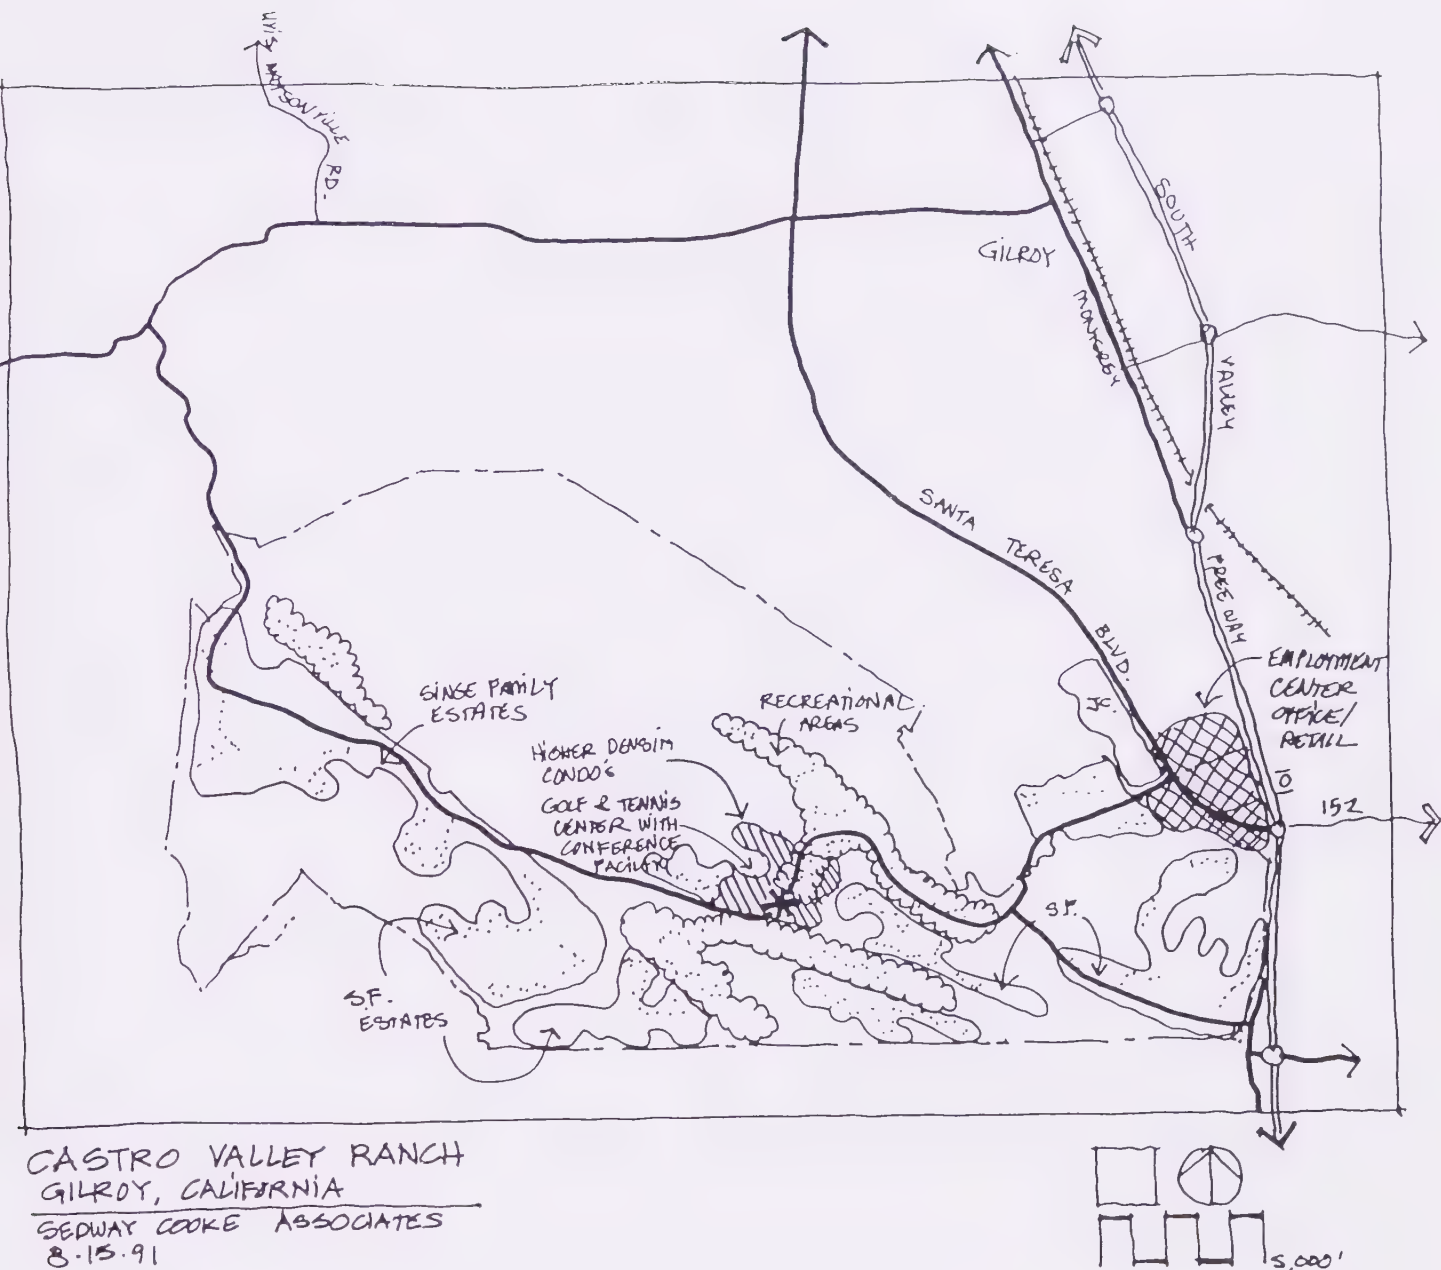 WATSONVILLE
RD.
SOUTH
GILROY
MONTEREY
VALLEY
SANTA
TERESA
BLVD.
FREEWAY
EMPLOYMENT
CENTER
OFFICE/
RETAIL
SINGE FAMILY
ESTATES
RECREATIONAL
AREAS
HIGHER DENSITY
CONDO'S
GOLF & TENNIS
CENTER WITH
CONFERENCE
FACILITY
101
152
S.F.
S.F.
ESTATES
CASTRO VALLEY RANCH
GILROY, CALIFORNIA
SEDWAY COOKE ASSOCIATES
8.15.91
5,000'